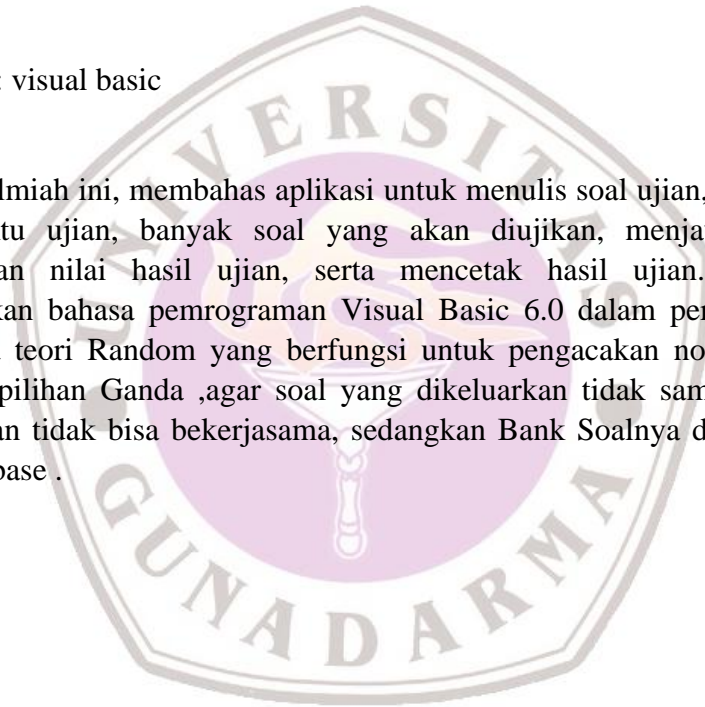 : visual basic
lmiah ini, membahas aplikasi untuk menulis soal ujian,
tu ujian, banyak soal yang akan diujikan, menja
an nilai hasil ujian, serta mencetak hasil ujian.
kan bahasa pemrograman Visual Basic 6.0 dalam per
teori Random yang berfungsi untuk pengacakan no
pilihan Ganda ,agar soal yang dikeluarkan tidak sam
an tidak bisa bekerjasama, sedangkan Bank Soalnya d
base .
UNIVERSITAS
GUNADARMA